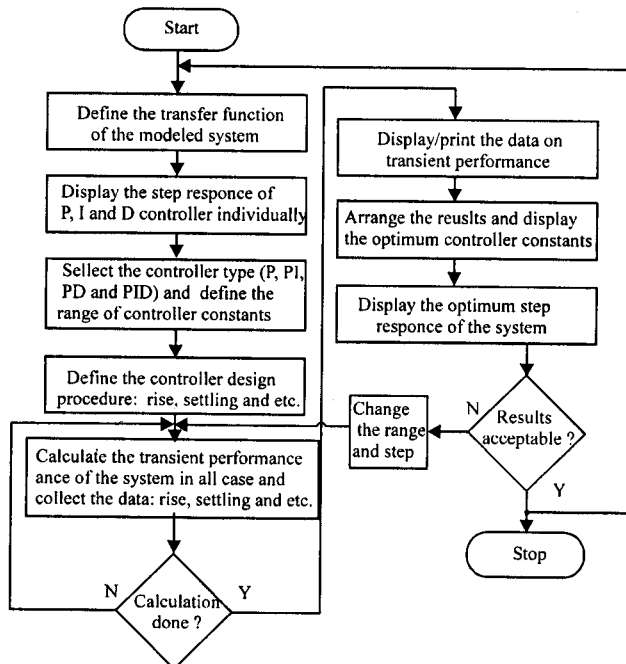 Start
Define the transfer function
of the modeled system
Display the step responce of
P, I and D controller individually
Sellect the controller type (P, PI,
PD and PID) and define the
range of controller constants
Define the controller design
procedure: rise, settling and etc.
Calculate the transient performance
ance of the system in all case and
collect the data: rise, settling and etc.
N
Calculation
done ?
Y
Display/print the data on
transient performance
Arrange the reuslts and display
the optimum controller constants
Display the optimum step
responce of the system
Change
the range
and step
N
Results
acceptable ?
Y
Stop